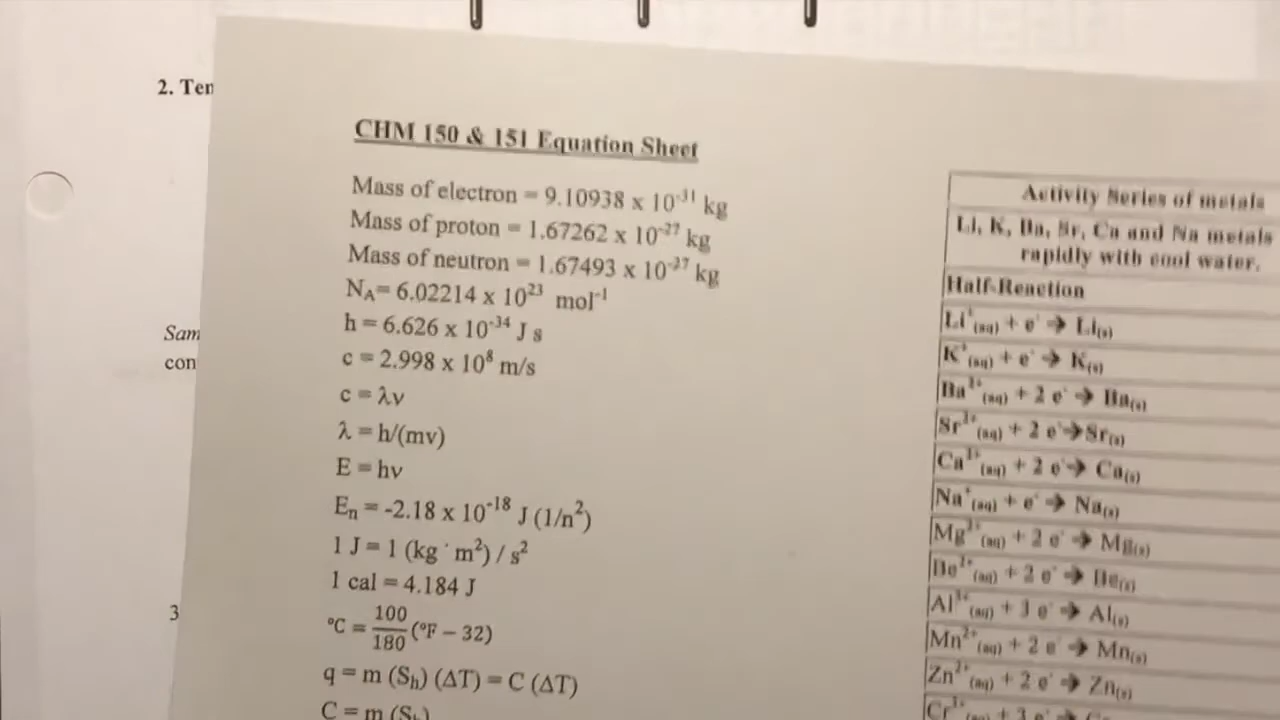 2. Ten
CHM 150 & 151 Equation Sheet
Mass of electron = 9.10938 x 10⁻³¹ kg
Mass of proton = 1.67262 x 10⁻²⁷ kg
Mass of neutron = 1.67493 x 10⁻²⁷ kg
N_A = 6.02214 x 10²³ mol⁻¹
h = 6.626 x 10⁻³⁴ J s
c = 2.998 x 10⁸ m/s
c = λν
λ = h/(mv)
E = hν
Eₙ = -2.18 x 10⁻¹⁸ J (1/n²)
1 J = 1 (kg · m²) / s²
1 cal = 4.184 J
°C = 100/180 (°F − 32)
q = m (Sₕ) (ΔT) = C (ΔT)
C = m (Sₕ)
Sam
con
3
Activity Series of metals
Li, K, Ba, Sr, Ca and Na metals
rapidly with cool water.
Half-Reaction
Li⁺(aq) + e⁻ ➔ Li(s)
K⁺(aq) + e⁻ ➔ K(s)
Ba²⁺(aq) + 2 e⁻ ➔ Ba(s)
Sr²⁺(aq) + 2 e⁻ ➔ Sr(s)
Ca²⁺(aq) + 2 e⁻ ➔ Ca(s)
Na⁺(aq) + e⁻ ➔ Na(s)
Mg²⁺(aq) + 2 e⁻ ➔ Mg(s)
Be²⁺(aq) + 2 e⁻ ➔ Be(s)
Al³⁺(aq) + 3 e⁻ ➔ Al(s)
Mn²⁺(aq) + 2 e⁻ ➔ Mn(s)
Zn²⁺(aq) + 2 e⁻ ➔ Zn(s)
Cr³⁺(aq) + 3 e⁻ ➔